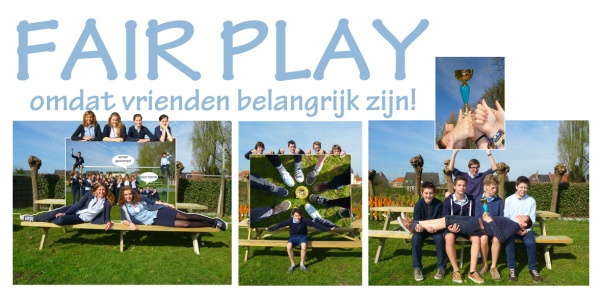 FAIR PLAY
omdat vrienden belangrijk zijn!